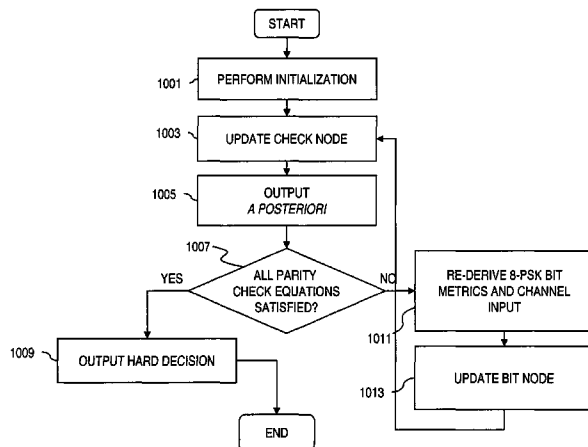 START
1001
PERFORM INITIALIZATION
1003
UPDATE CHECK NODE
1005
OUTPUT
A POSTERIORI
1007
YES
ALL PARITY
CHECK EQUATIONS
SATISFIED?
NO
RE-DERIVE 8-PSK BIT
METRICS AND CHANNEL
INPUT
1011
1009
OUTPUT HARD DECISION
UPDATE BIT NODE
1013
END